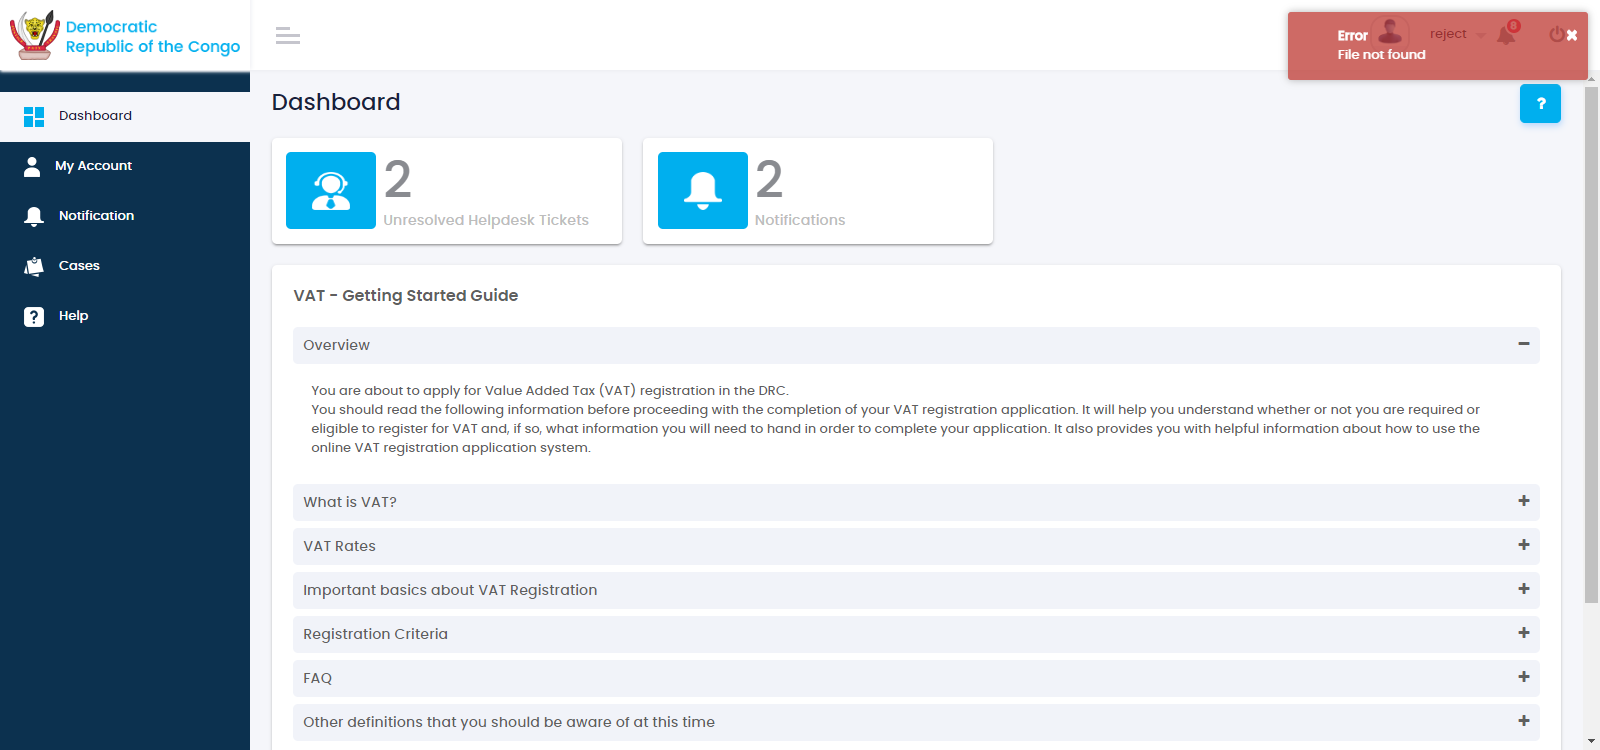 Democratic
Republic of the Congo
Error
File not found
reject
8
Dashboard
My Account
Notification
Cases
Help
Dashboard
?
2
Unresolved Helpdesk Tickets
2
Notifications
VAT - Getting Started Guide
Overview
You are about to apply for Value Added Tax (VAT) registration in the DRC.
You should read the following information before proceeding with the completion of your VAT registration application. It will help you understand whether or not you are required or
eligible to register for VAT and, if so, what information you will need to hand in order to complete your application. It also provides you with helpful information about how to use the
online VAT registration application system.
What is VAT?
VAT Rates
Important basics about VAT Registration
Registration Criteria
FAQ
Other definitions that you should be aware of at this time